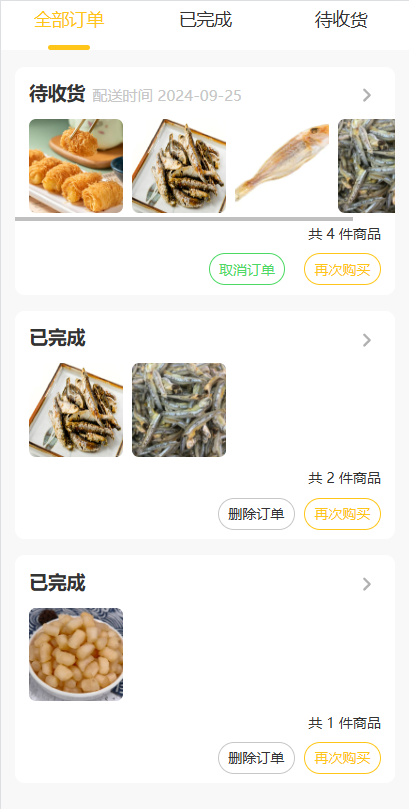 全部订单 已完成 待收货
待收货 配送时间 2024-09-25
共 4 件商品
取消订单 再次购买
已完成
共 2 件商品
删除订单 再次购买
已完成
共 1 件商品
删除订单 再次购买